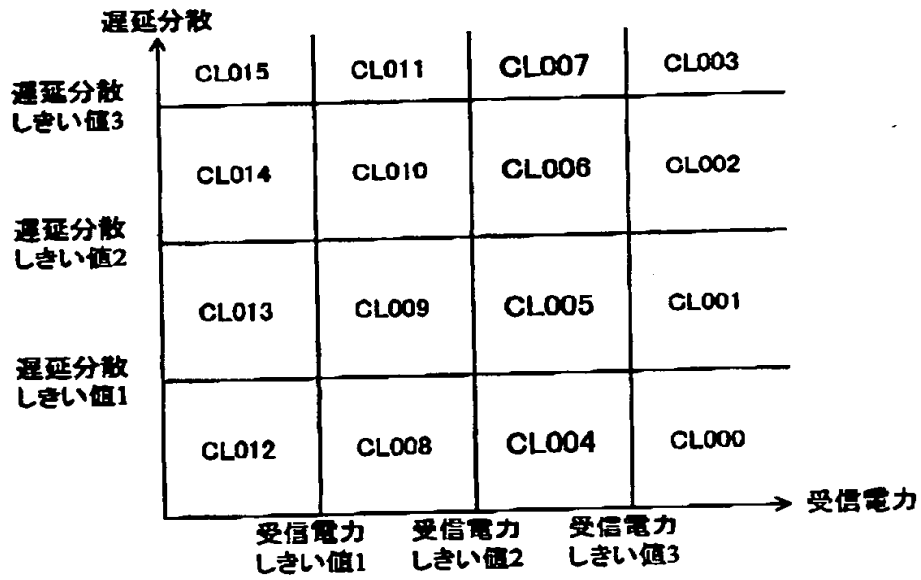 遅延分散
CL015 CL011 CL007 CL003
遅延分散
しきい値3
CL014 CL010 CL006 CL002
遅延分散
しきい値2
CL013 CL009 CL005 CL001
遅延分散
しきい値1
CL012 CL008 CL004 CL000
受信電力
受信電力 受信電力 受信電力
しきい値1 しきい値2 しきい値3